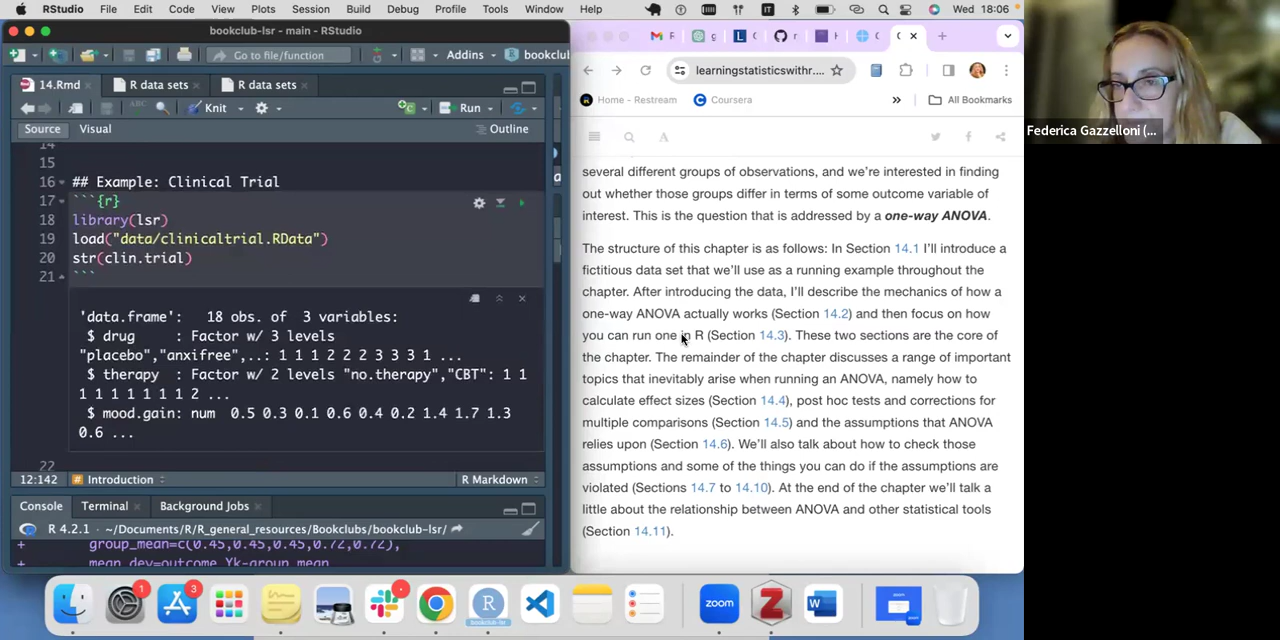 RStudio File Edit Code View Plots Session Build Debug Profile Tools Window Help Wed 18:06
bookclub-lsr - main - RStudio
Go to file/function Addins bookclu
14.Rmd R data sets R data sets
Knit Run
Source Visual Outline
14
15
16 ## Example: Clinical Trial
17 ```{r}
18 library(lsr)
19 load("data/clinicaltrial.RData")
20 str(clin.trial)
21 ```
'data.frame': 18 obs. of 3 variables:
$ drug : Factor w/ 3 levels
"placebo","anxifree",..: 1 1 1 2 2 2 3 3 3 1 ...
$ therapy : Factor w/ 2 levels "no.therapy","CBT": 1 1
1 1 1 1 1 1 1 2 ...
$ mood.gain: num 0.5 0.3 0.1 0.6 0.4 0.2 1.4 1.7 1.3
0.6 ...
22
12:142 Introduction R Markdown
Console Terminal Background Jobs
R 4.2.1 · ~/Documents/R/R_general_resources/Bookclubs/bookclub-lsr/
+ group_mean=c(0.45,0.45,0.45,0.72,0.72),
+ mean_dev=outcome_Yk-group_mean
learningstatisticswithr....
Home - Restream Coursera » All Bookmarks
several different groups of observations, and we're interested in finding
out whether those groups differ in terms of some outcome variable of
interest. This is the question that is addressed by a one-way ANOVA.
The structure of this chapter is as follows: In Section 14.1 I'll introduce a
fictitious data set that we'll use as a running example throughout the
chapter. After introducing the data, I'll describe the mechanics of how a
one-way ANOVA actually works (Section 14.2) and then focus on how
you can run one in R (Section 14.3). These two sections are the core of
the chapter. The remainder of the chapter discusses a range of important
topics that inevitably arise when running an ANOVA, namely how to
calculate effect sizes (Section 14.4), post hoc tests and corrections for
multiple comparisons (Section 14.5) and the assumptions that ANOVA
relies upon (Section 14.6). We'll also talk about how to check those
assumptions and some of the things you can do if the assumptions are
violated (Sections 14.7 to 14.10). At the end of the chapter we'll talk a
little about the relationship between ANOVA and other statistical tools
(Section 14.11).
Federica Gazzelloni (...
zoom